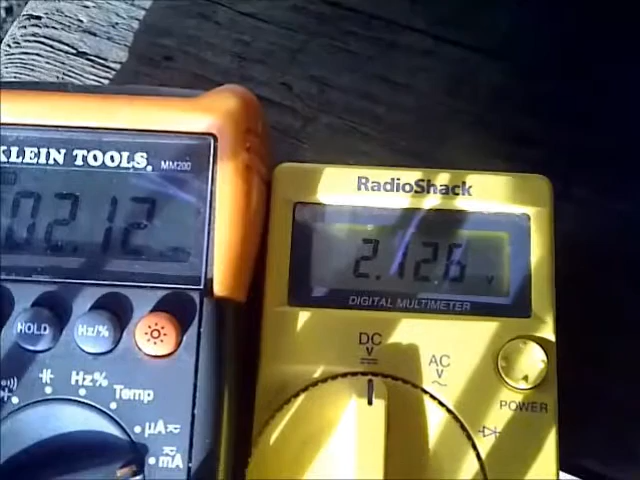 KLEIN TOOLS. MM200
02.12
HOLD
Hz/%
Hz/%
Temp
µA
mA
RadioShack
2.126 V
DIGITAL MULTIMETER
DC
V
AC
V
POWER